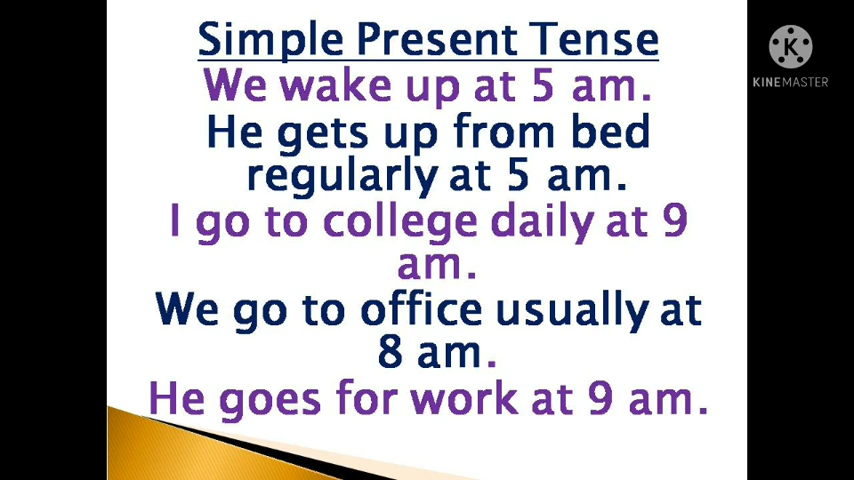 Simple Present Tense
We wake up at 5 am.
He gets up from bed
regularly at 5 am.
I go to college daily at 9
am.
We go to office usually at
8 am.
He goes for work at 9 am.
K
KINEMASTER